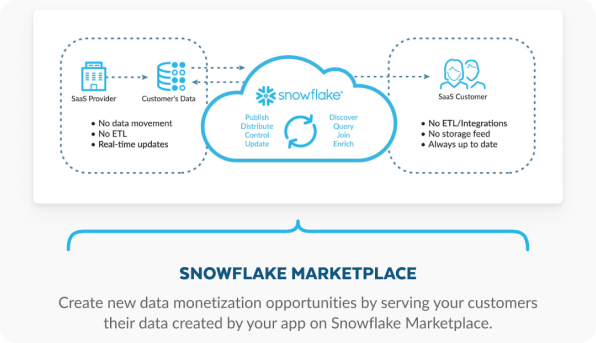 snowflake
SaaS Provider
Customer's Data
SaaS Customer
• No data movement
• No ETL
• Real-time updates
Publish
Distribute
Control
Update
Discover
Query
Join
Enrich
• No ETL/Integrations
• No storage feed
• Always up to date
SNOWFLAKE MARKETPLACE
Create new data monetization opportunities by serving your customers
their data created by your app on Snowflake Marketplace.